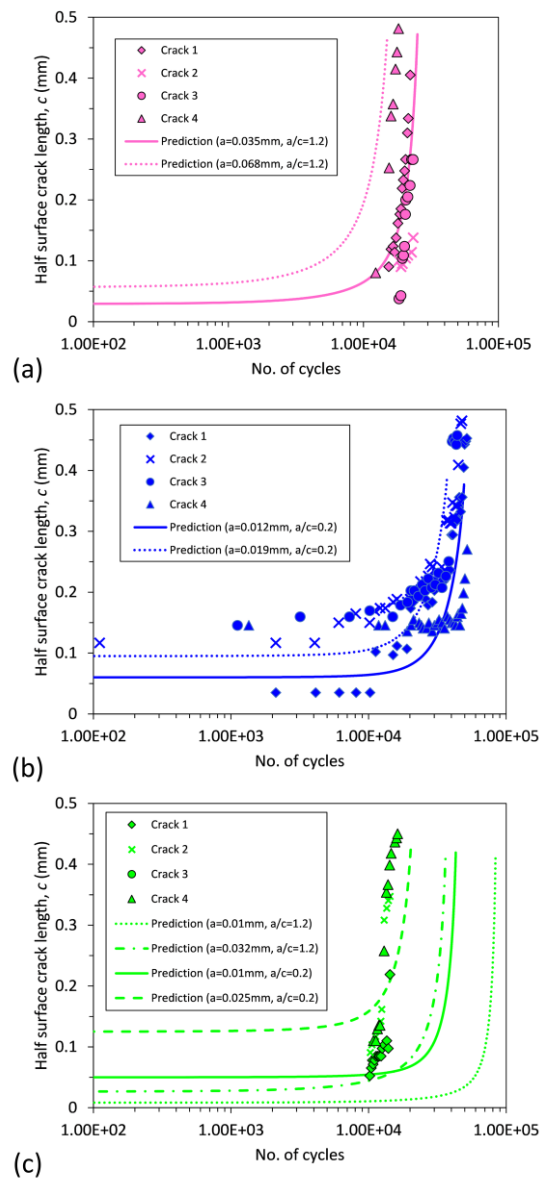 0.5
0.4
0.3
0.2
0.1
0
Half surface crack length, c (mm)
Crack 1
Crack 2
Crack 3
Crack 4
Prediction (a=0.035mm, a/c=1.2)
Prediction (a=0.068mm, a/c=1.2)
1.00E+02 1.00E+03 1.00E+04 1.00E+05
No. of cycles
(a)
0.5
0.4
0.3
0.2
0.1
0
Half surface crack length, c (mm)
Crack 1
Crack 2
Crack 3
Crack 4
Prediction (a=0.012mm, a/c=0.2)
Prediction (a=0.019mm, a/c=0.2)
1.00E+02 1.00E+03 1.00E+04 1.00E+05
No. of cycles
(b)
0.5
0.4
0.3
0.2
0.1
0
Half surface crack length, c (mm)
Crack 1
Crack 2
Crack 3
Crack 4
Prediction (a=0.01mm, a/c=1.2)
Prediction (a=0.032mm, a/c=1.2)
Prediction (a=0.01mm, a/c=0.2)
Prediction (a=0.025mm, a/c=0.2)
1.00E+02 1.00E+03 1.00E+04 1.00E+05
No. of cycles
(c)